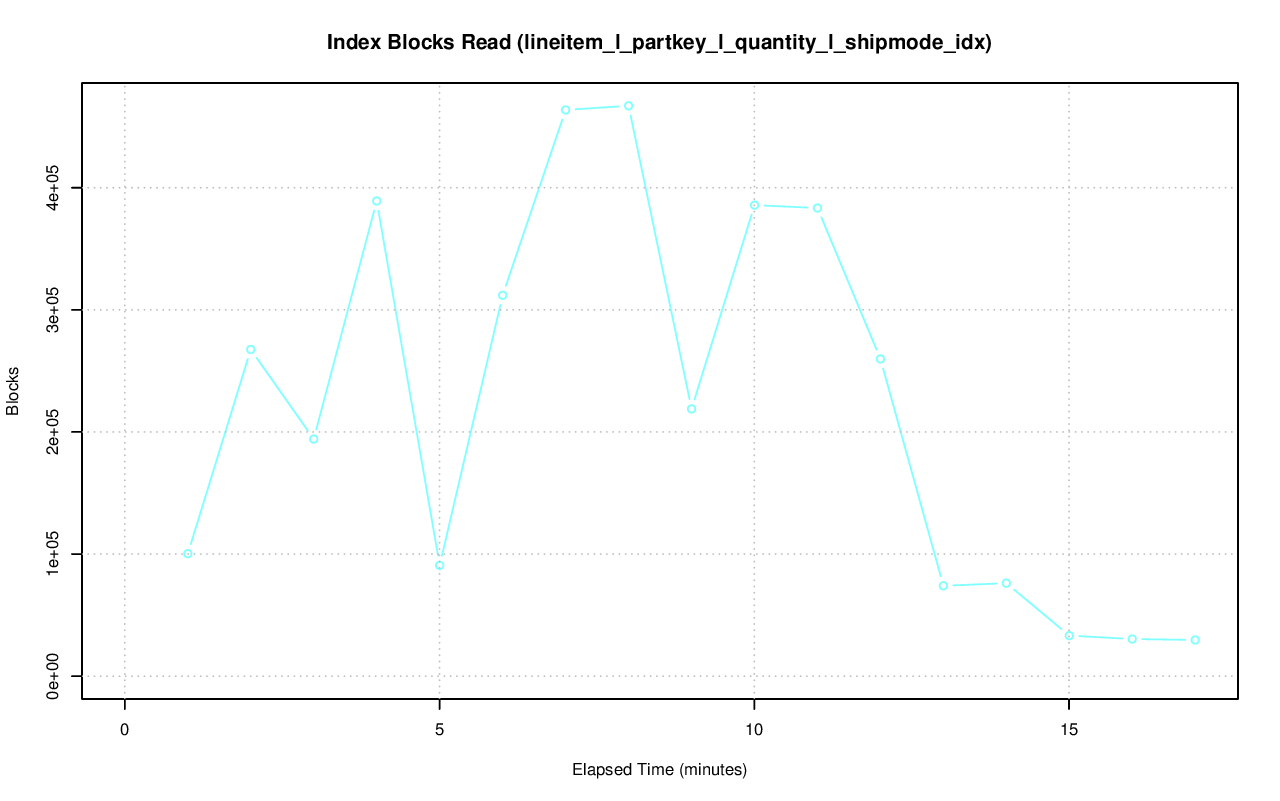 Index Blocks Read (lineitem_l_partkey_l_quantity_l_shipmode_idx)
Blocks
4e+05
3e+05
2e+05
1e+05
0e+00
0 5 10 15
Elapsed Time (minutes)